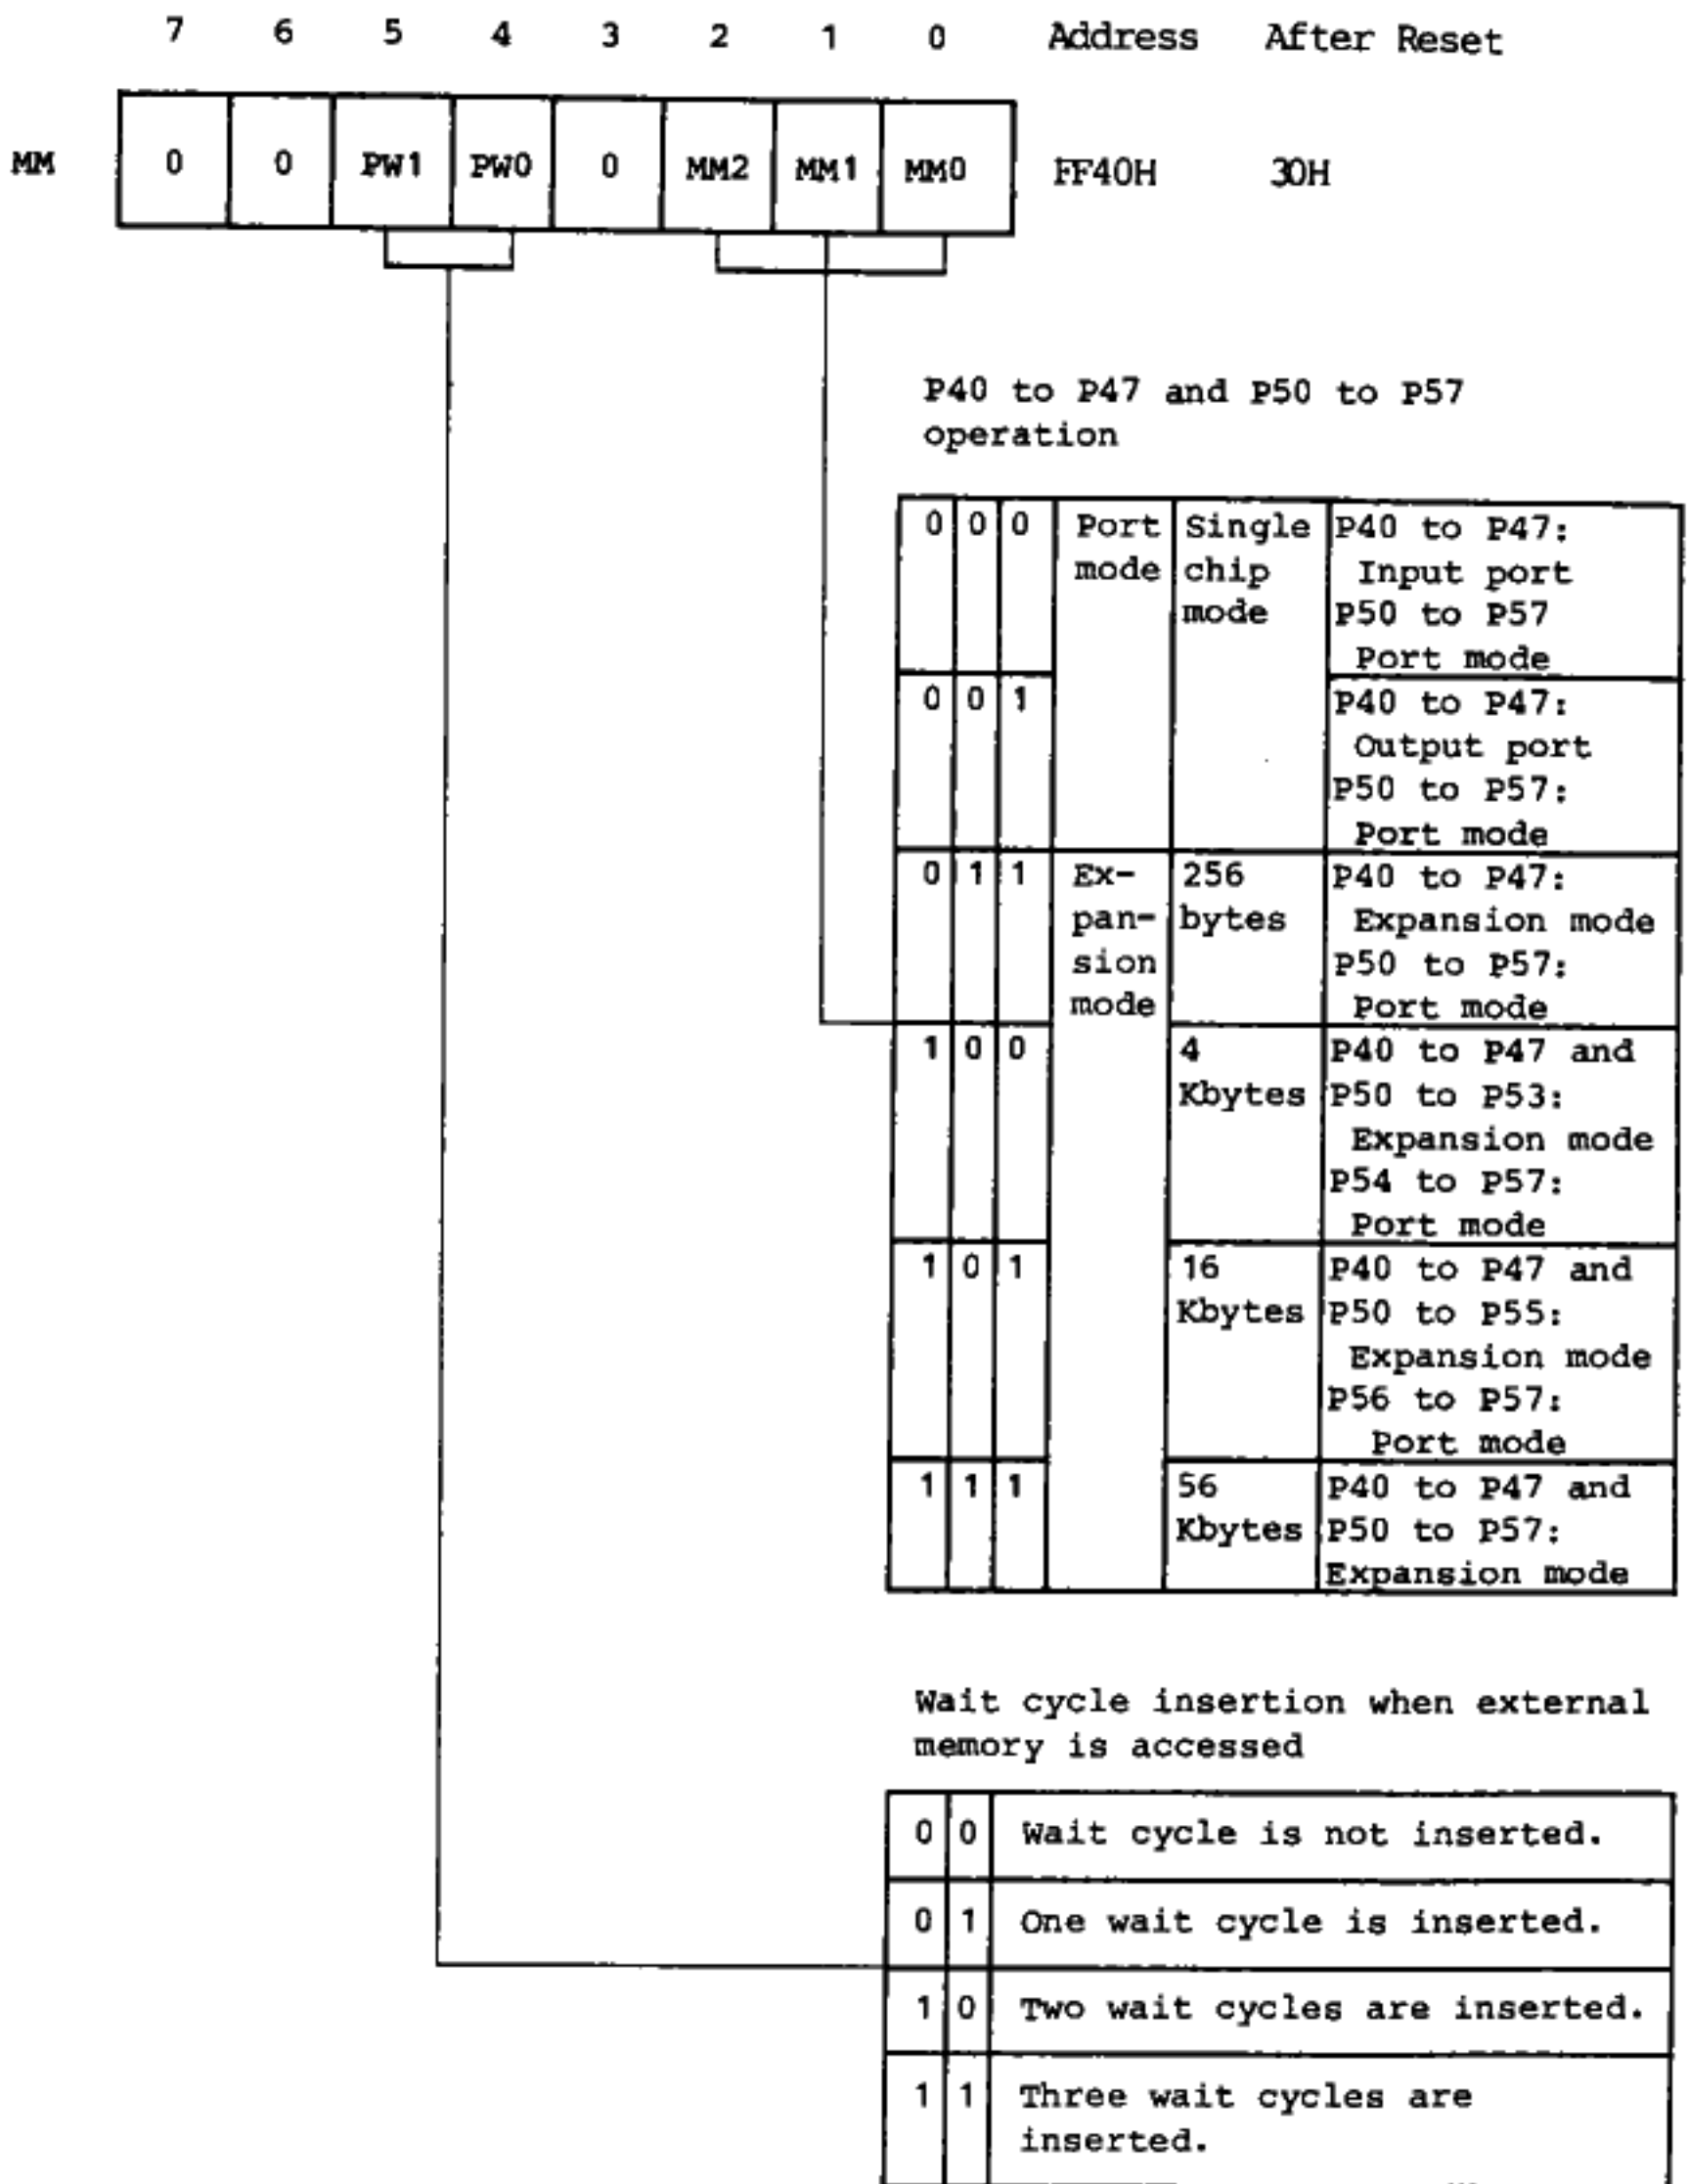 7 6 5 4 3 2 1 0 Address After Reset
MM 0 0 PW1 PW0 0 MM2 MM1 MM0 FF40H 30H
P40 to P47 and P50 to P57
operation
0 0 0 Port Single P40 to P47:
mode chip Input port
mode P50 to P57
Port mode
0 0 1 P40 to P47:
Output port
P50 to P57:
Port mode
0 1 1 Ex- 256 P40 to P47:
pan- bytes Expansion mode
sion P50 to P57:
mode Port mode
1 0 0 4 P40 to P47 and
Kbytes P50 to P53:
Expansion mode
P54 to P57:
Port mode
1 0 1 16 P40 to P47 and
Kbytes P50 to P55:
Expansion mode
P56 to P57:
Port mode
1 1 1 56 P40 to P47 and
Kbytes P50 to P57:
Expansion mode
Wait cycle insertion when external
memory is accessed
0 0 Wait cycle is not inserted.
0 1 One wait cycle is inserted.
1 0 Two wait cycles are inserted.
1 1 Three wait cycles are
inserted.